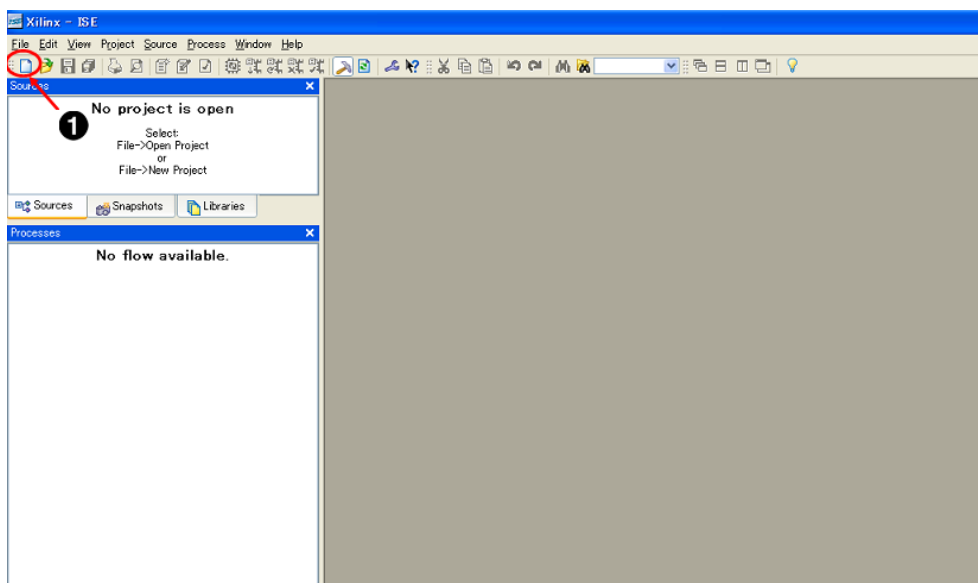 Xilinx - ISE
File Edit View Project Source Process Window Help
Sources
1
No project is open
Select:
File->Open Project
or
File->New Project
Sources Snapshots Libraries
Processes
No flow available.